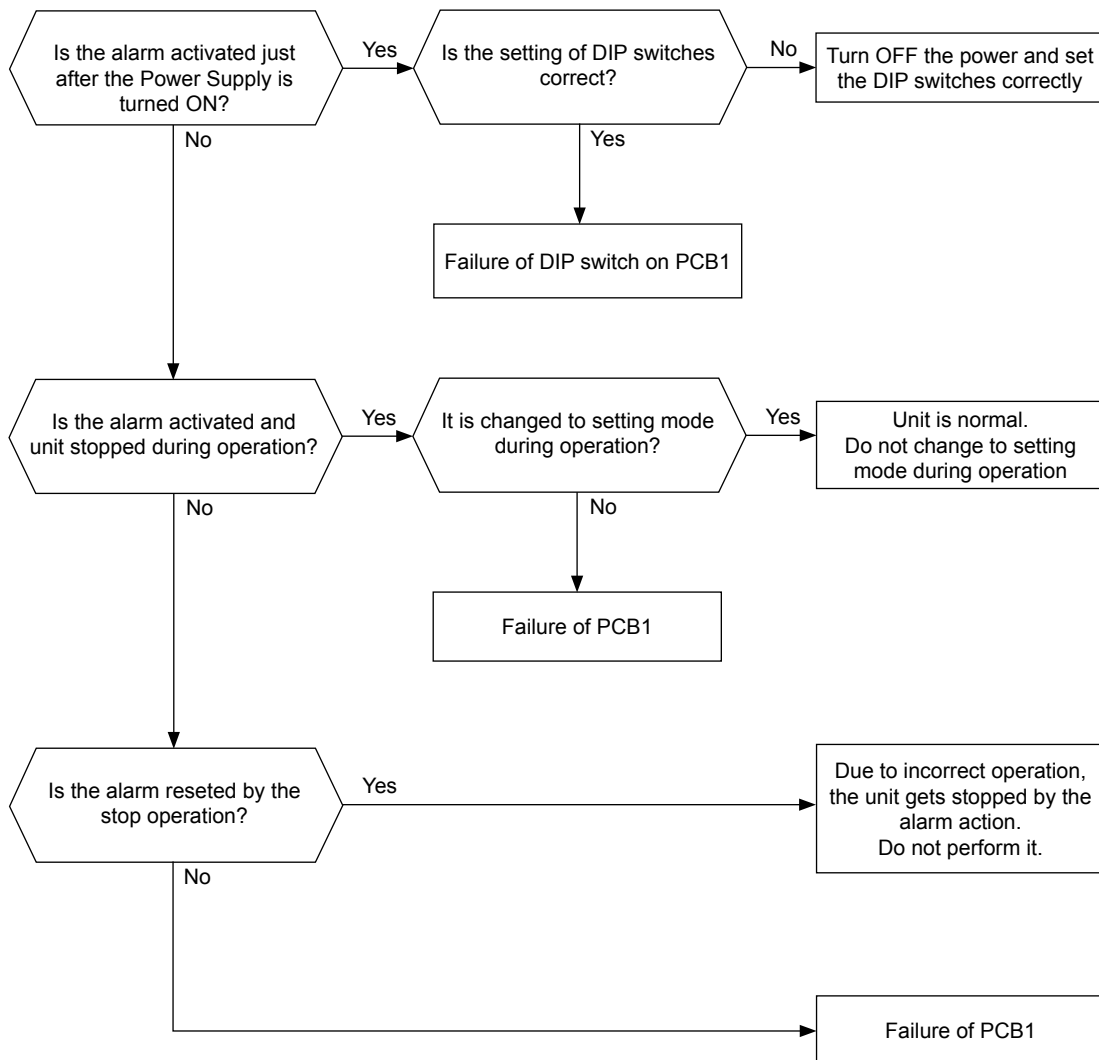 Is the alarm activated just
after the Power Supply is
turned ON?
Yes
Is the setting of DIP switches
correct?
No
Turn OFF the power and set
the DIP switches correctly
No
Yes
Failure of DIP switch on PCB1
Is the alarm activated and
unit stopped during operation?
Yes
It is changed to setting mode
during operation?
Yes
Unit is normal.
Do not change to setting
mode during operation
No
No
Failure of PCB1
Is the alarm reseted by the
stop operation?
Yes
Due to incorrect operation,
the unit gets stopped by the
alarm action.
Do not perform it.
No
Failure of PCB1